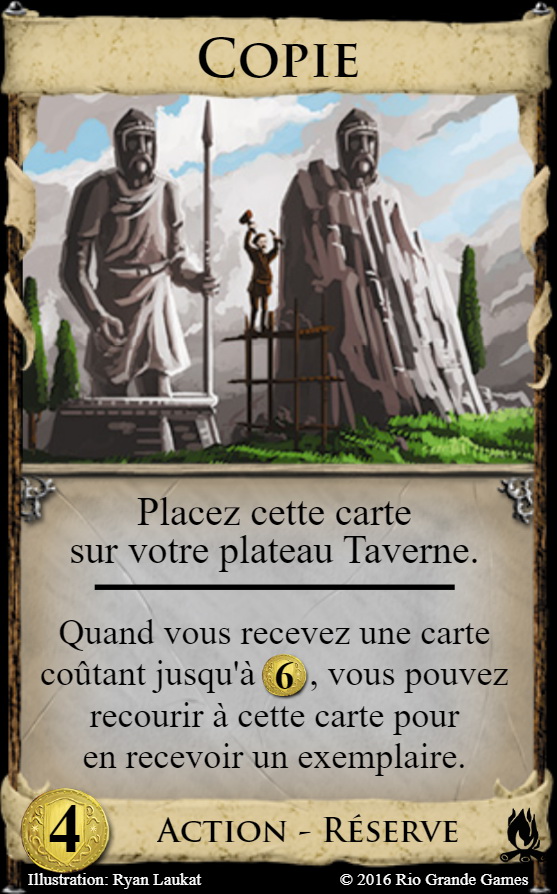 Copie
Placez cette carte
sur votre plateau Taverne.
Quand vous recevez une carte
coûtant jusqu'à 6, vous pouvez
recourir à cette carte pour
en recevoir un exemplaire.
4
Action - Réserve
Illustration: Ryan Laukat
© 2016 Rio Grande Games